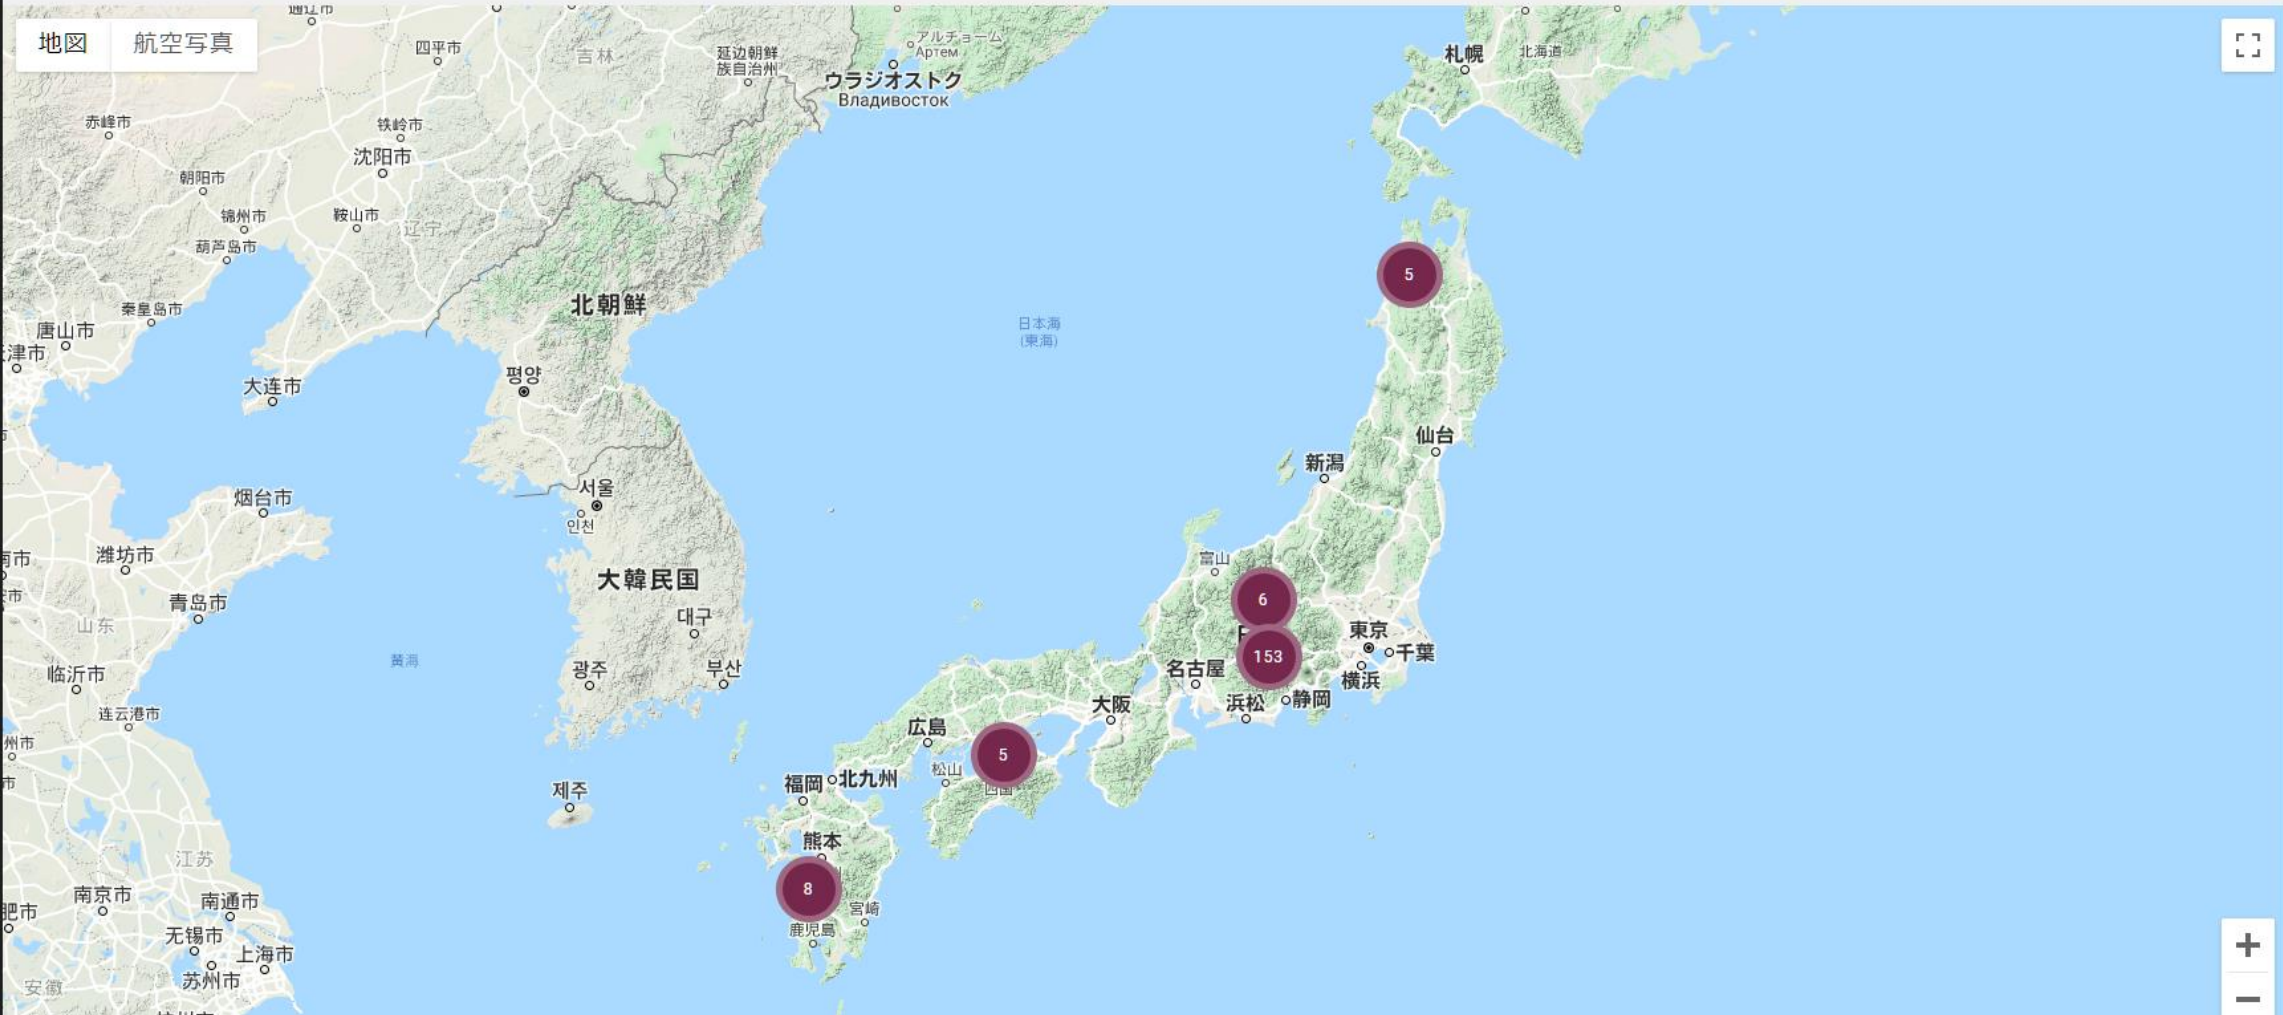 通辽市
地図 航空写真
四平市
吉林
延边朝鲜
族自治州
アルチョーム
Артем
ウラジオストク
Владивосток
札幌
北海道
赤峰市
铁岭市
沈阳市
朝阳市
锦州市
鞍山市
辽宁
葫芦岛市
5
北朝鮮
秦皇岛市
唐山市
津市
日本海
(東海)
평양
大连市
仙台
新潟
서울
인천
烟台市
潍坊市
富山
大韓民国
青岛市
6
대구
山东
東京
千葉
153
黃海
광주
부산
名古屋
横浜
临沂市
浜松
静岡
大阪
连云港市
広島
州市
5
松山
四国
福岡
北九州
제주
熊本
江苏
8
南京市
南通市
宮崎
肥市
鹿児島
无锡市
上海市
苏州市
安徽